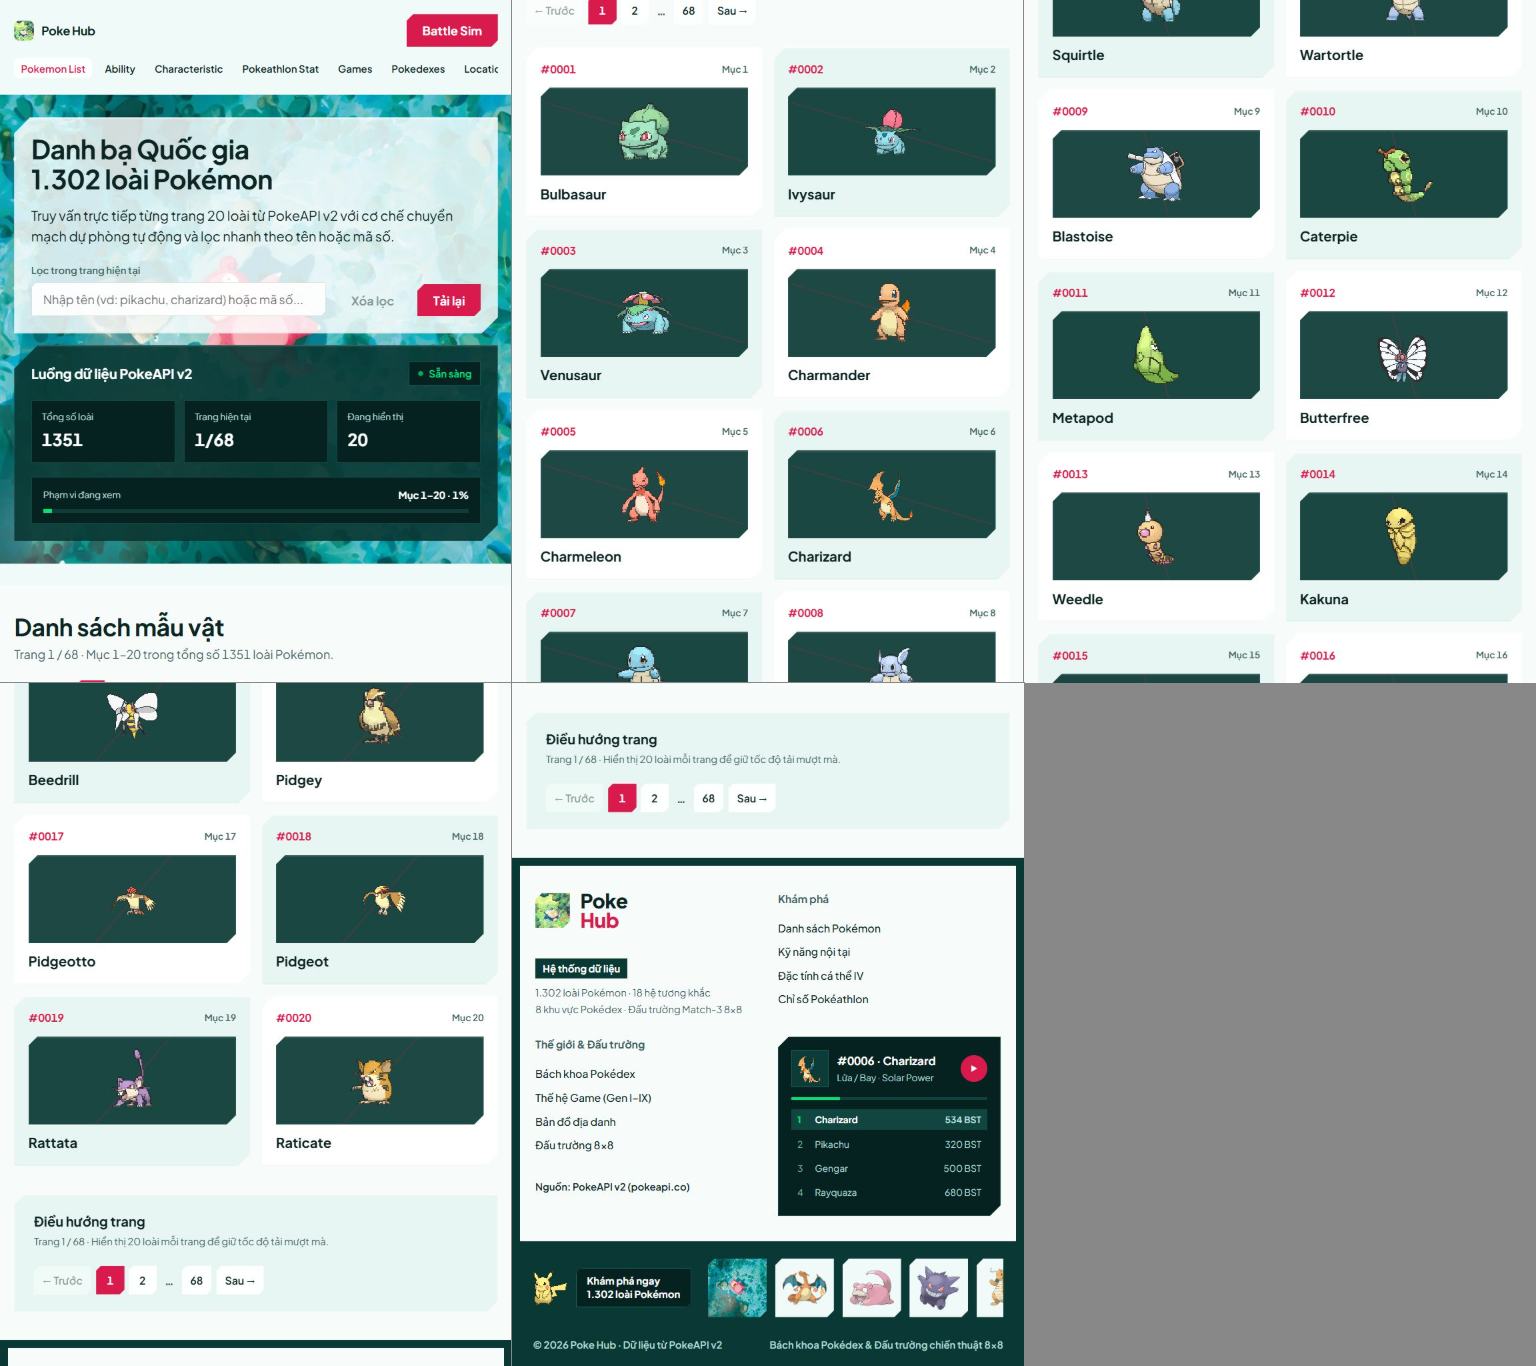 Poke Hub
Battle Sim
Pokemon List
Ability
Characteristic
Pokeathlon Stat
Games
Pokedexes
Danh bạ Quốc gia
1.302 loài Pokémon
Truy vấn trực tiếp từng trang 20 loài từ PokeAPI v2 với cơ chế chuyển
mạch dự phòng tự động và lọc nhanh theo tên hoặc mã số.
Lọc trong trang hiện tại
Nhập tên (vd: pikachu, charizard) hoặc mã số...
Xóa lọc
Tải lại
Luồng dữ liệu PokeAPI v2
Sẵn sàng
Tổng số loài
1351
Trang hiện tại
1/68
Đang hiển thị
20
Phạm vi đang xem
Mục 1–20 · 1%
Danh sách mẫu vật
Trang 1 / 68 · Mục 1–20 trong tổng số 1351 loài Pokémon.
← Trước
1
2
...
68
Sau →
#0001
Mục 1
Bulbasaur
#0002
Mục 2
Ivysaur
#0003
Mục 3
Venusaur
#0004
Mục 4
Charmander
#0005
Mục 5
Charmeleon
#0006
Mục 6
Charizard
#0007
Mục 7
#0008
Mục 8
Squirtle
Wartortle
#0009
Mục 9
Blastoise
#0010
Mục 10
Caterpie
#0011
Mục 11
Metapod
#0012
Mục 12
Butterfree
#0013
Mục 13
Weedle
#0014
Mục 14
Kakuna
#0015
Mục 15
#0016
Mục 16
Beedrill
Pidgey
#0017
Mục 17
Pidgeotto
#0018
Mục 18
Pidgeot
#0019
Mục 19
Rattata
#0020
Mục 20
Raticate
Điều hướng trang
Trang 1 / 68 · Hiển thị 20 loài mỗi trang để giữ tốc độ tải mượt mà.
← Trước
1
2
...
68
Sau →
Điều hướng trang
Trang 1 / 68 · Hiển thị 20 loài mỗi trang để giữ tốc độ tải mượt mà.
← Trước
1
2
...
68
Sau →
Poke
Hub
Hệ thống dữ liệu
1.302 loài Pokémon · 18 hệ tương khắc
8 khu vực Pokédex · Đấu trường Match-3 8×8
Khám phá
Danh sách Pokémon
Kỹ năng nội tại
Đặc tính cá thể IV
Chỉ số Pokéathlon
Thế giới & Đấu trường
Bách khoa Pokédex
Thế hệ Game (Gen I–IX)
Bản đồ địa danh
Đấu trường 8×8
Nguồn: PokeAPI v2 (pokeapi.co)
#0006 · Charizard
Lửa / Bay · Solar Power
1 Charizard 534 BST
2 Pikachu 320 BST
3 Gengar 500 BST
4 Rayquaza 680 BST
Khám phá ngay
1.302 loài Pokémon
© 2026 Poke Hub · Dữ liệu từ PokeAPI v2
Bách khoa Pokédex & Đấu trường chiến thuật 8×8